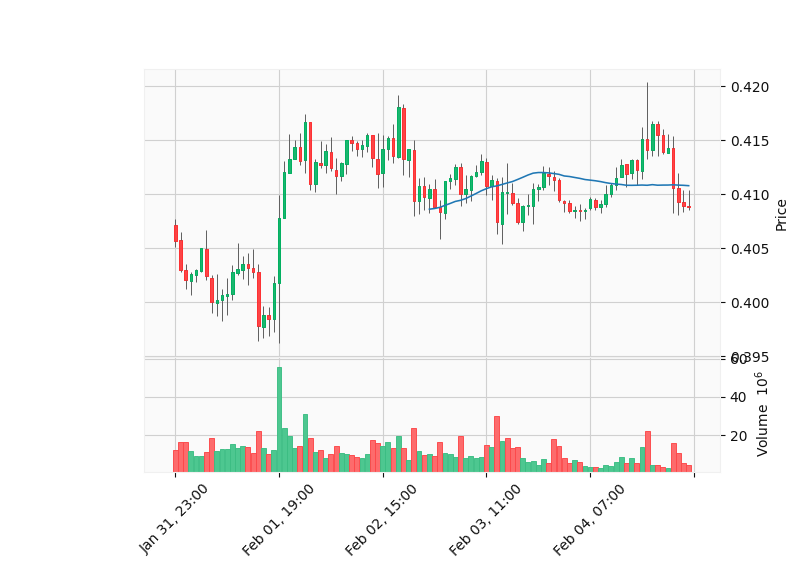 0.420
0.415
0.410
0.405
0.400
0.395
Price
60
40
20
Volume 10^6
Jan 31, 23:00
Feb 01, 19:00
Feb 02, 15:00
Feb 03, 11:00
Feb 04, 07:00